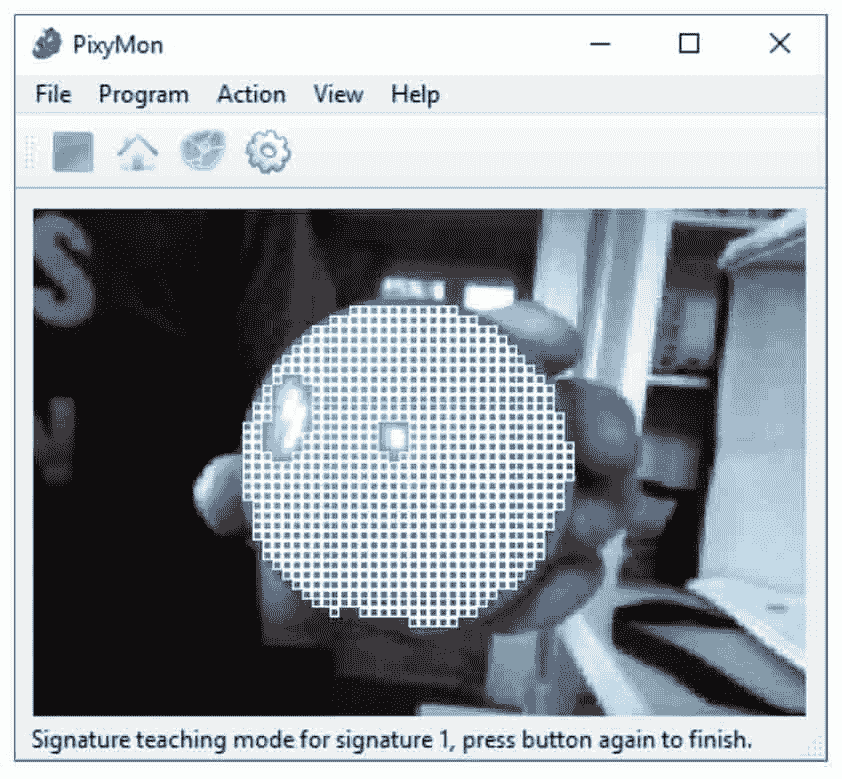 PixyMon
File Program Action View Help
S
Signature teaching mode for signature 1, press button again to finish.